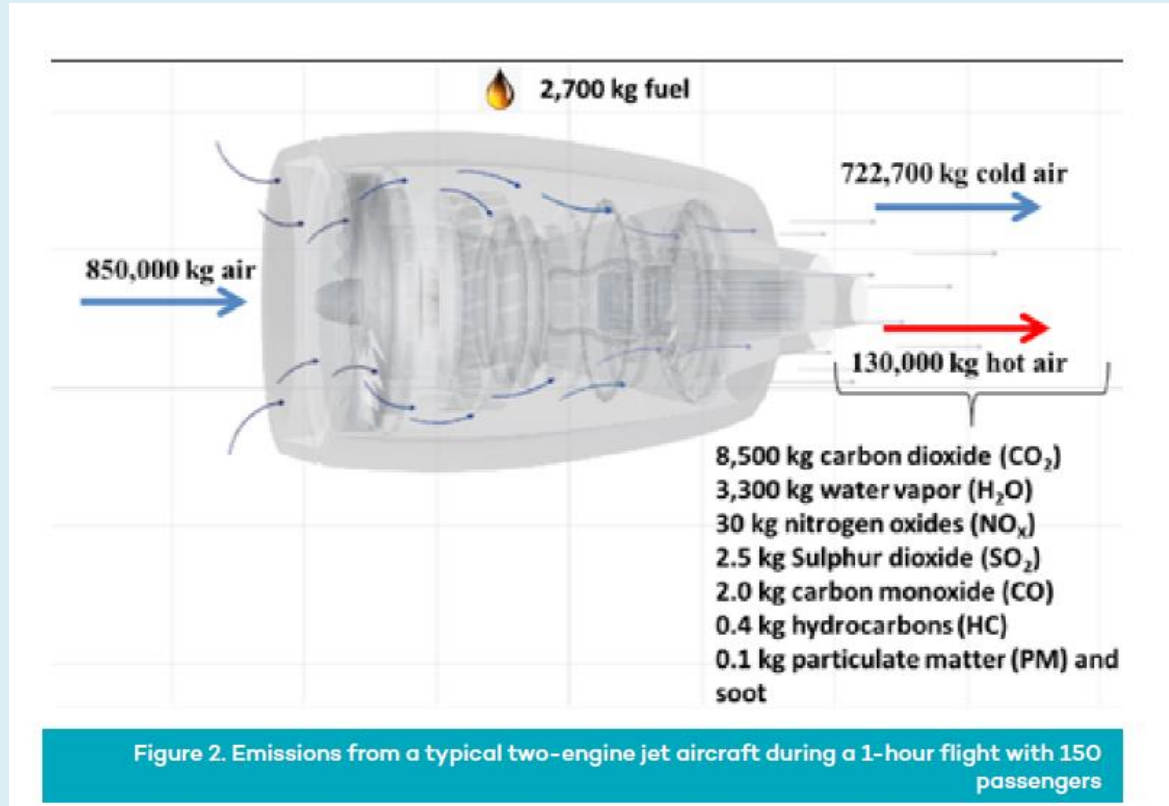 2,700 kg fuel
722,700 kg cold air
850,000 kg air
130,000 kg hot air
8,500 kg carbon dioxide (CO₂)
3,300 kg water vapor (H₂O)
30 kg nitrogen oxides (NOₓ)
2.5 kg Sulphur dioxide (SO₂)
2.0 kg carbon monoxide (CO)
0.4 kg hydrocarbons (HC)
0.1 kg particulate matter (PM) and
soot
Figure 2. Emissions from a typical two-engine jet aircraft during a 1-hour flight with 150
passengers